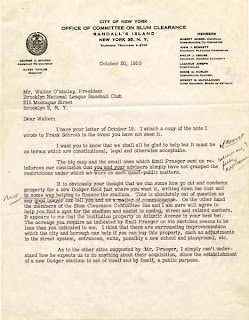 CITY OF NEW YORK
OFFICE OF COMMITTEE ON SLUM CLEARANCE
RANDALL'S ISLAND
NEW YORK 35, N. Y.
MEMBERS
GEORGE E. SPARGO
October 20, 1953
Mr. Walter O'Malley, President
Brooklyn National League Baseball Club
215 Montague Street
Brooklyn 2, N. Y.
Dear Walter:
I have your letter of October 19. I attach a copy of the note I
wrote to Frank Schroth in the event you have not seen it.
I want you to know that we shall all be glad to help but it must be
on terms which are constitutional, legal and otherwise acceptable.
The big map and the small ones which Emil Praeger sent us re-
inforces our conclusion that you and your advisers simply have not grasped the
restrictions under which we work on such quasi-public matters.
It is obviously your thought that we can some how go out and condemn
property for a new Dodger field just where you want it, writing down the cost and
in some way helping to finance the stadium. This is absolutely out of question as
any good lawyer can tell you and as a matter of commonsense. On the other hand
the members of the Slum Clearance Committee can and I am sure will agree to
help you find a spot for the stadium and assist in zoning, street and related matters.
It appears to me that the Institution property at Atlantic Avenue is your best bet.
The acreage you require as indicated by Emil Praeger on his sketches seems to be
less than you indicated to me. I think that there are surrounding improvements
which the city and borough can help if you can buy this property, such as adjustments
in the street system, entrances, exits, possibly a new school and playground, etc.
As to the other sites suggested by Mr. Praeger, I simply can't under-
stand how he expects us to do anything about their acquisition, since the establishment
of a new ledger stadium is not of itself and by itself, a public purpose.